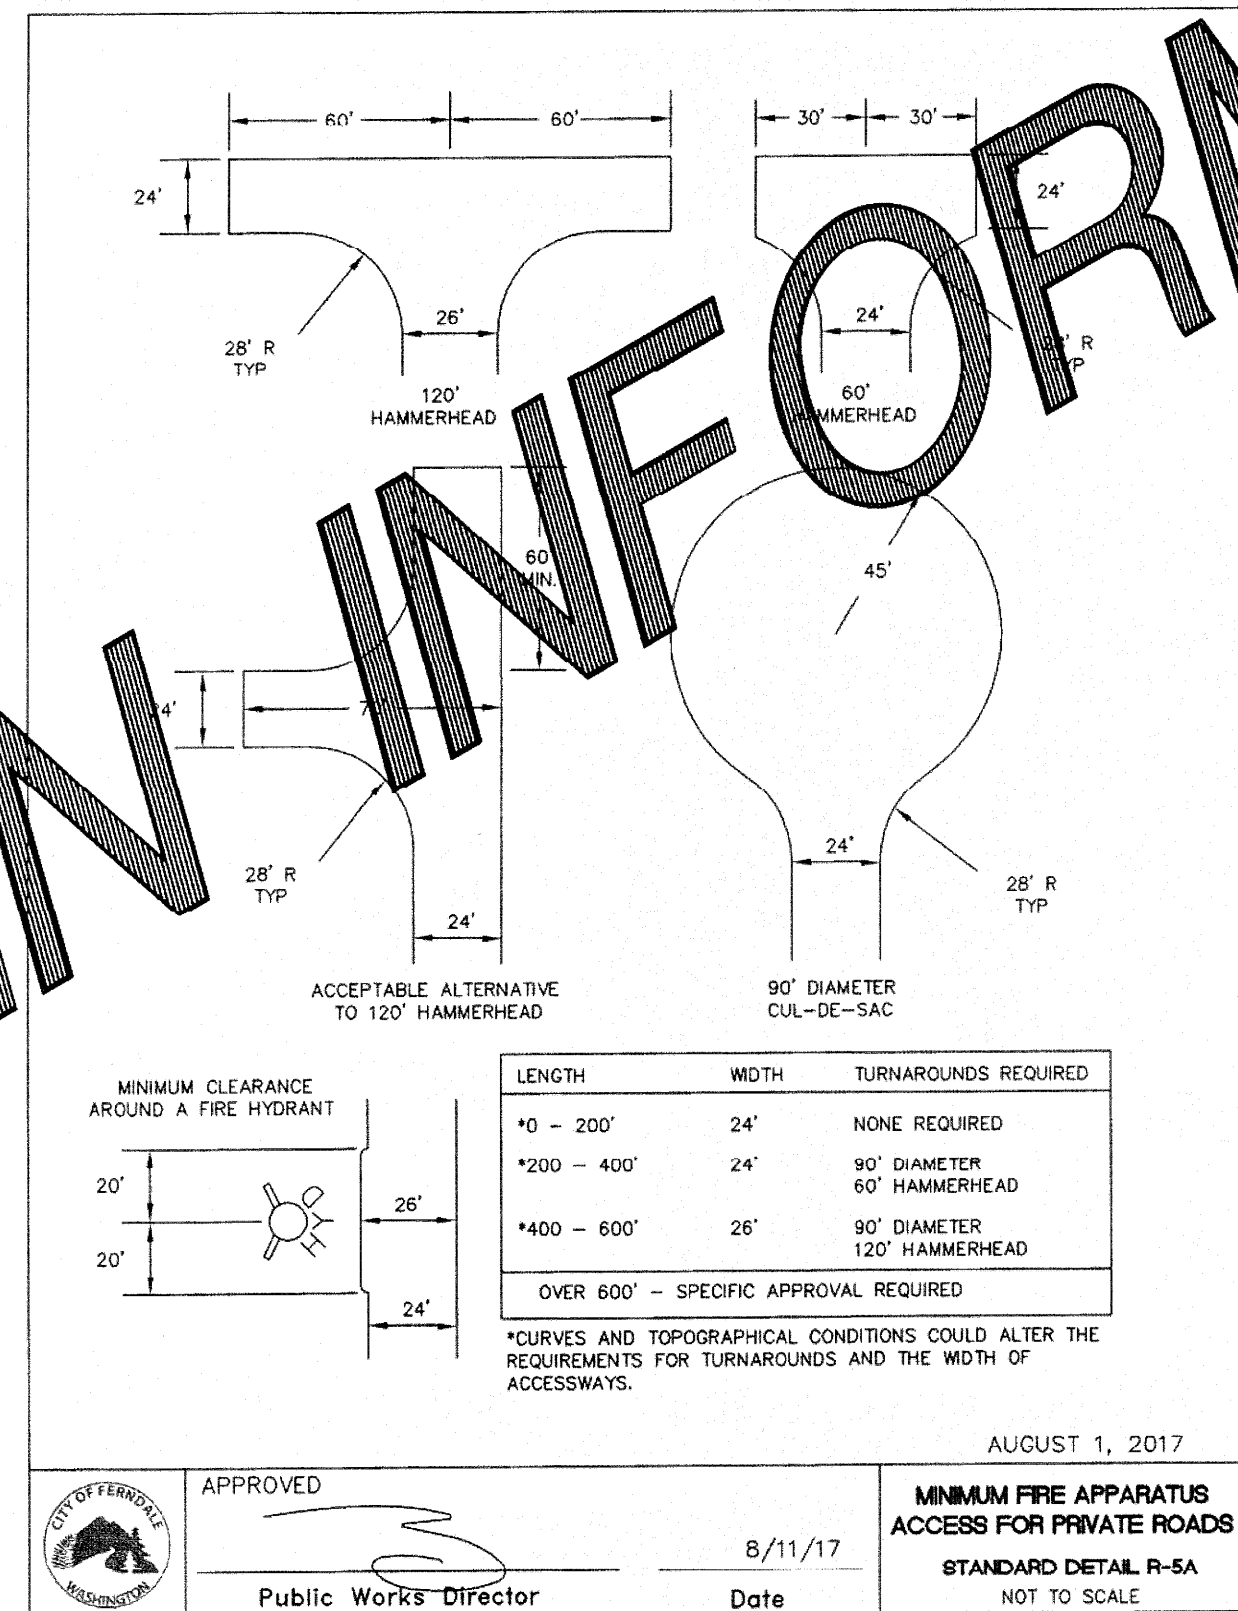 60' 60' 30' 30'
24' 24'
26' 24'
28' R
TYP
R
120'
HAMMERHEAD
60'
HAMMERHEAD
60'
MIN.
45'
24'
28' R
TYP
24'
28' R
TYP
24'
ACCEPTABLE ALTERNATIVE
TO 120' HAMMERHEAD
90' DIAMETER
CUL-DE-SAC
IN INFORM
MINIMUM CLEARANCE
AROUND A FIRE HYDRANT
20'
20'
HYD
26'
24'
LENGTH WIDTH TURNAROUNDS REQUIRED
*0 - 200' 24' NONE REQUIRED
*200 - 400' 24' 90' DIAMETER
60' HAMMERHEAD
*400 - 600' 26' 90' DIAMETER
120' HAMMERHEAD
OVER 600' - SPECIFIC APPROVAL REQUIRED
*CURVES AND TOPOGRAPHICAL CONDITIONS COULD ALTER THE
REQUIREMENTS FOR TURNAROUNDS AND THE WIDTH OF
ACCESSWAYS.
AUGUST 1, 2017
CITY OF FERNDALE
WASHINGTON
APPROVED
8/11/17
Public Works Director Date
MINIMUM FIRE APPARATUS
ACCESS FOR PRIVATE ROADS
STANDARD DETAIL R-5A
NOT TO SCALE